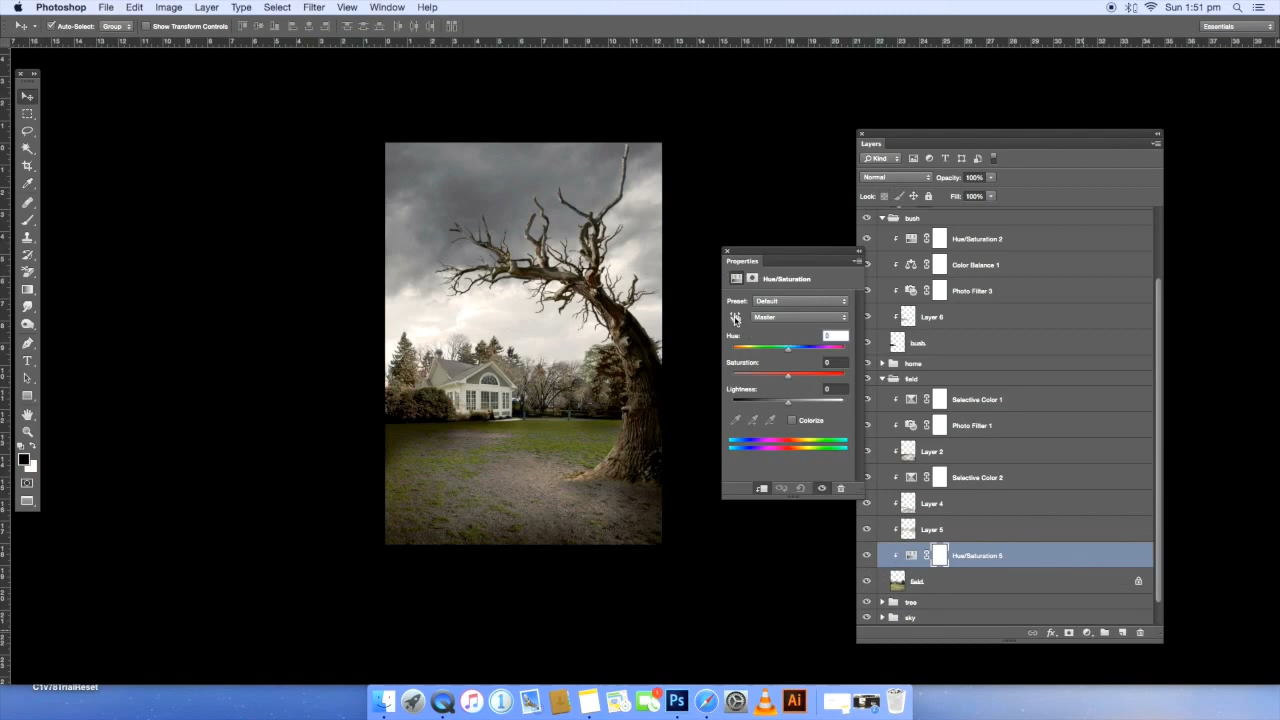 Photoshop File Edit Image Layer Type Select Filter View Window Help Sun 1:51 pm
Auto-Select: Group Show Transform Controls Essentials
Layers
Kind
Normal Opacity: 100%
Lock: Fill: 100%
bush
Hue/Saturation 2
Color Balance 1
Photo Filter 3
Layer 6
bush.
home
field
Selective Color 1
Photo Filter 1
Layer 2
Selective Color 2
Layer 4
Layer 5
Hue/Saturation 5
field.
tree
sky
Properties
Hue/Saturation
Preset: Default
Master
Hue: 0
Saturation: 0
Lightness: 0
Colorize
C1v78TrialReset
Ps
Ai